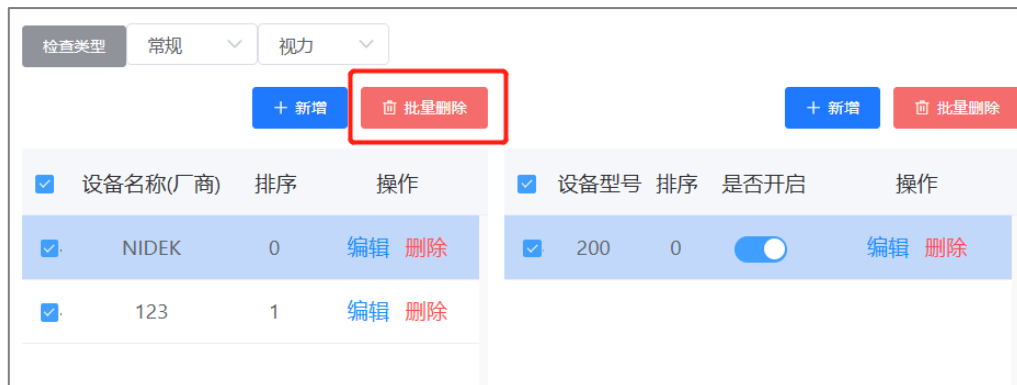 检查类型 常规 视力
+ 新增 批量删除 + 新增 批量删除
设备名称(厂商) 排序 操作 设备型号 排序 是否开启 操作
NIDEK 0 编辑 删除 200 0 编辑 删除
123 1 编辑 删除